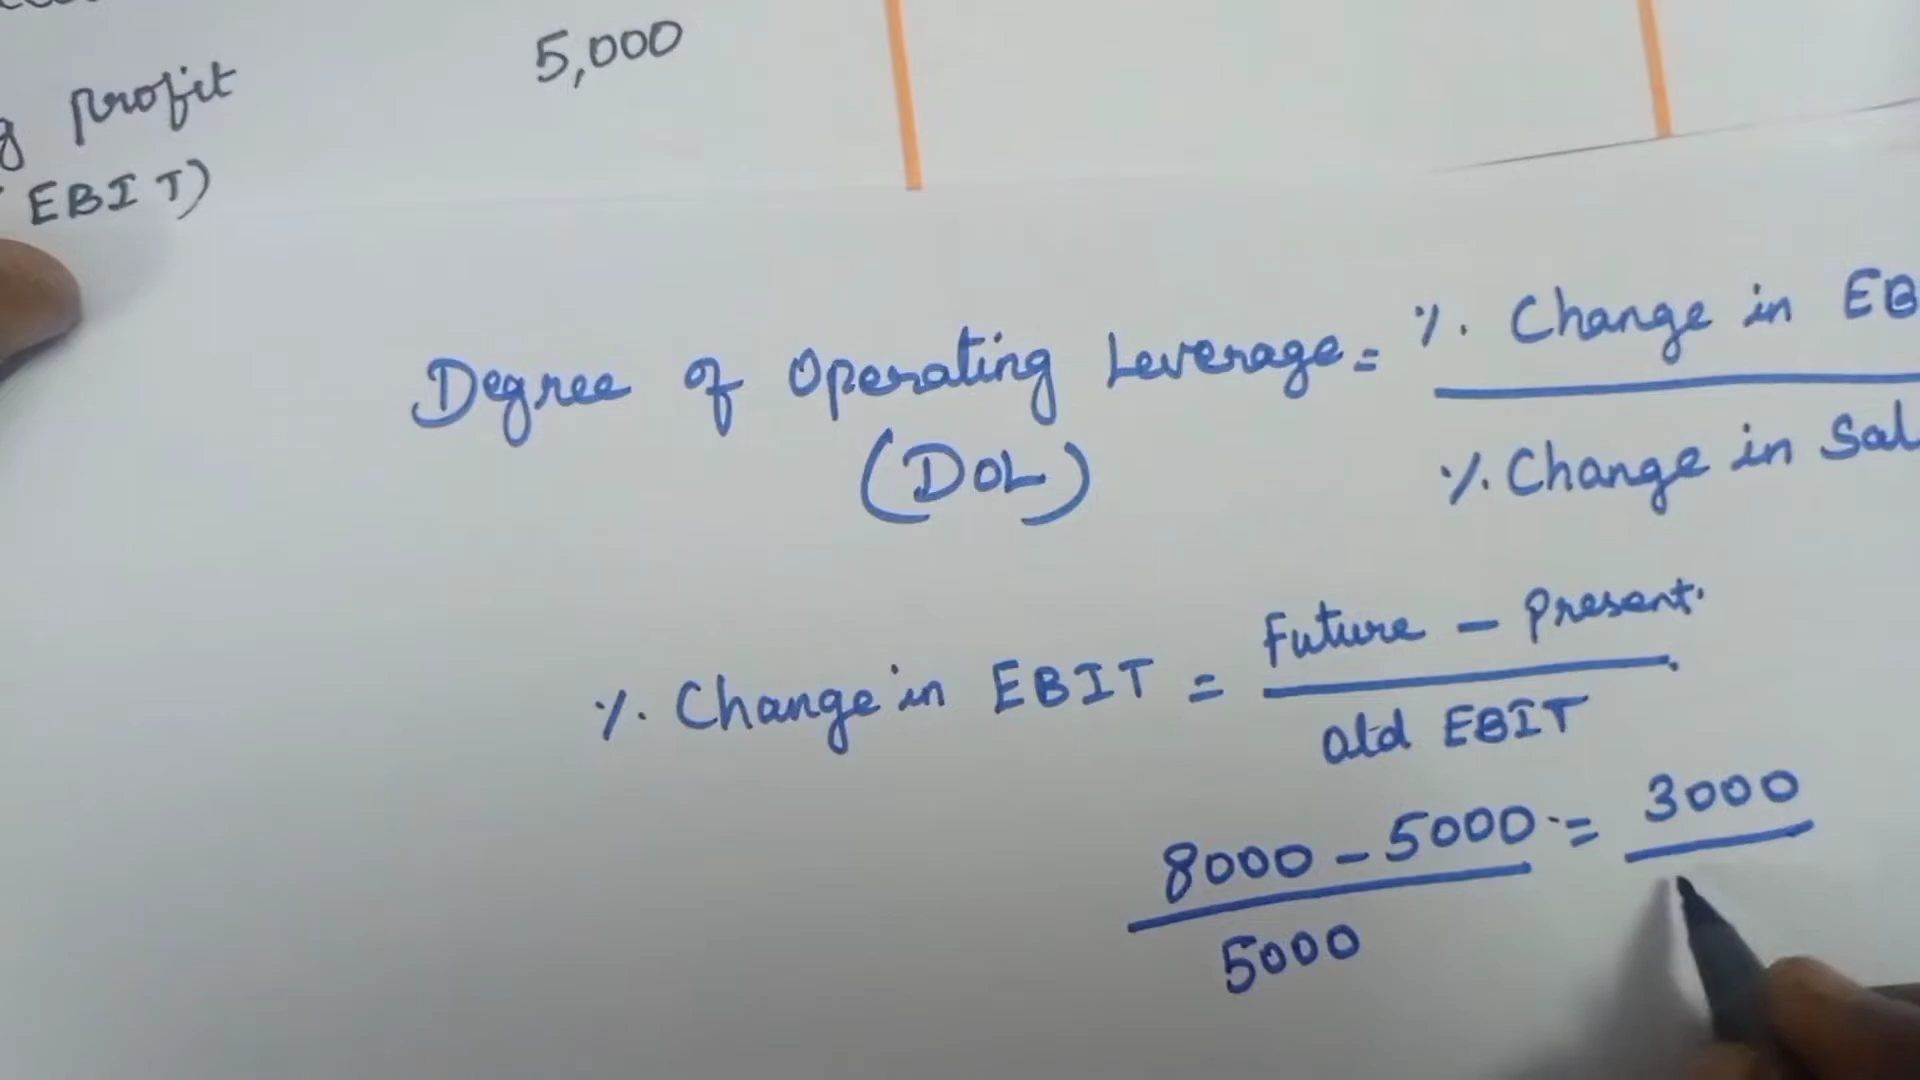 profit 5,000
EBIT)
Degree of Operating Leverage = % Change in EB
(DOL) % Change in Sal
% Change in EBIT = Future - Present
old EBIT
8000 - 5000 = 3000
5000